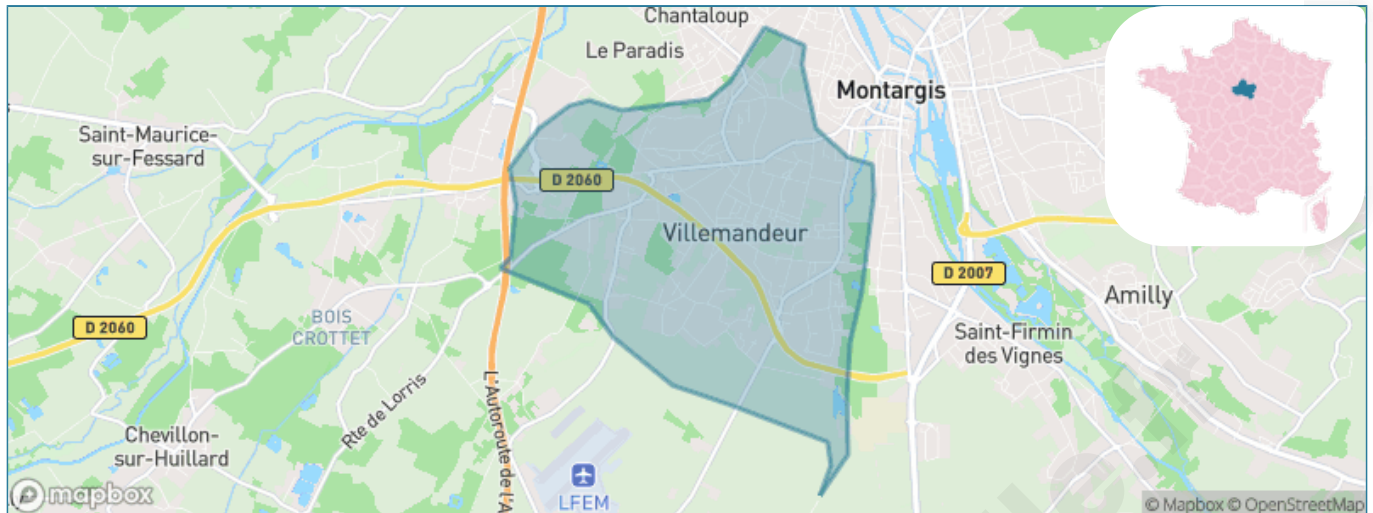 Chantaloup
Le Paradis
Montargis
Saint-Maurice-
sur-Fessard
D 2060
Villemandeur
D 2007
Amilly
BOIS
CROTTET
D 2060
Saint-Firmin
des Vignes
Rte de Lorris
L'Autoroute de l'A
Chevillon-
sur-Huillard
LFEM
mapbox
© Mapbox © OpenStreetMap